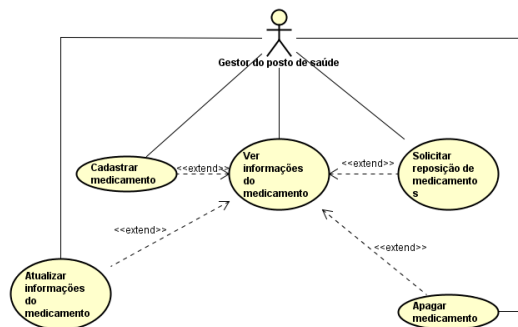 Gestor do posto de saúde
Cadastrar
medicamento
<<extend>>
Ver
informações
do
medicamento
<<extend>>
Solicitar
reposição de
medicamento
s
<<extend>>
<<extend>>
Atualizar
informações
do
medicamento
Apagar
medicamento